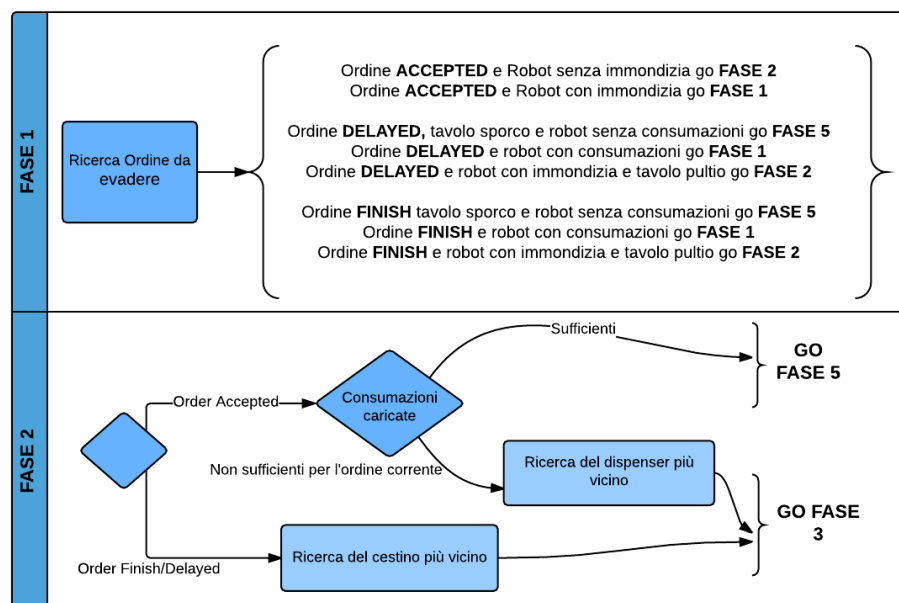 FASE 1
Ricerca Ordine da
evadere
Ordine ACCEPTED e Robot senza immondizia go FASE 2
Ordine ACCEPTED e Robot con immondizia go FASE 1
Ordine DELAYED, tavolo sporco e robot senza consumazioni go FASE 5
Ordine DELAYED e robot con consumazioni go FASE 1
Ordine DELAYED e robot con immondizia e tavolo pultio go FASE 2
Ordine FINISH tavolo sporco e robot senza consumazioni go FASE 5
Ordine FINISH e robot con consumazioni go FASE 1
Ordine FINISH e robot con immondizia e tavolo pultio go FASE 2
FASE 2
Order Accepted
Consumazioni
caricate
Sufficienti
GO
FASE 5
Non sufficienti per l'ordine corrente
Ricerca del dispenser più
vicino
Order Finish/Delayed
Ricerca del cestino più vicino
GO FASE
3